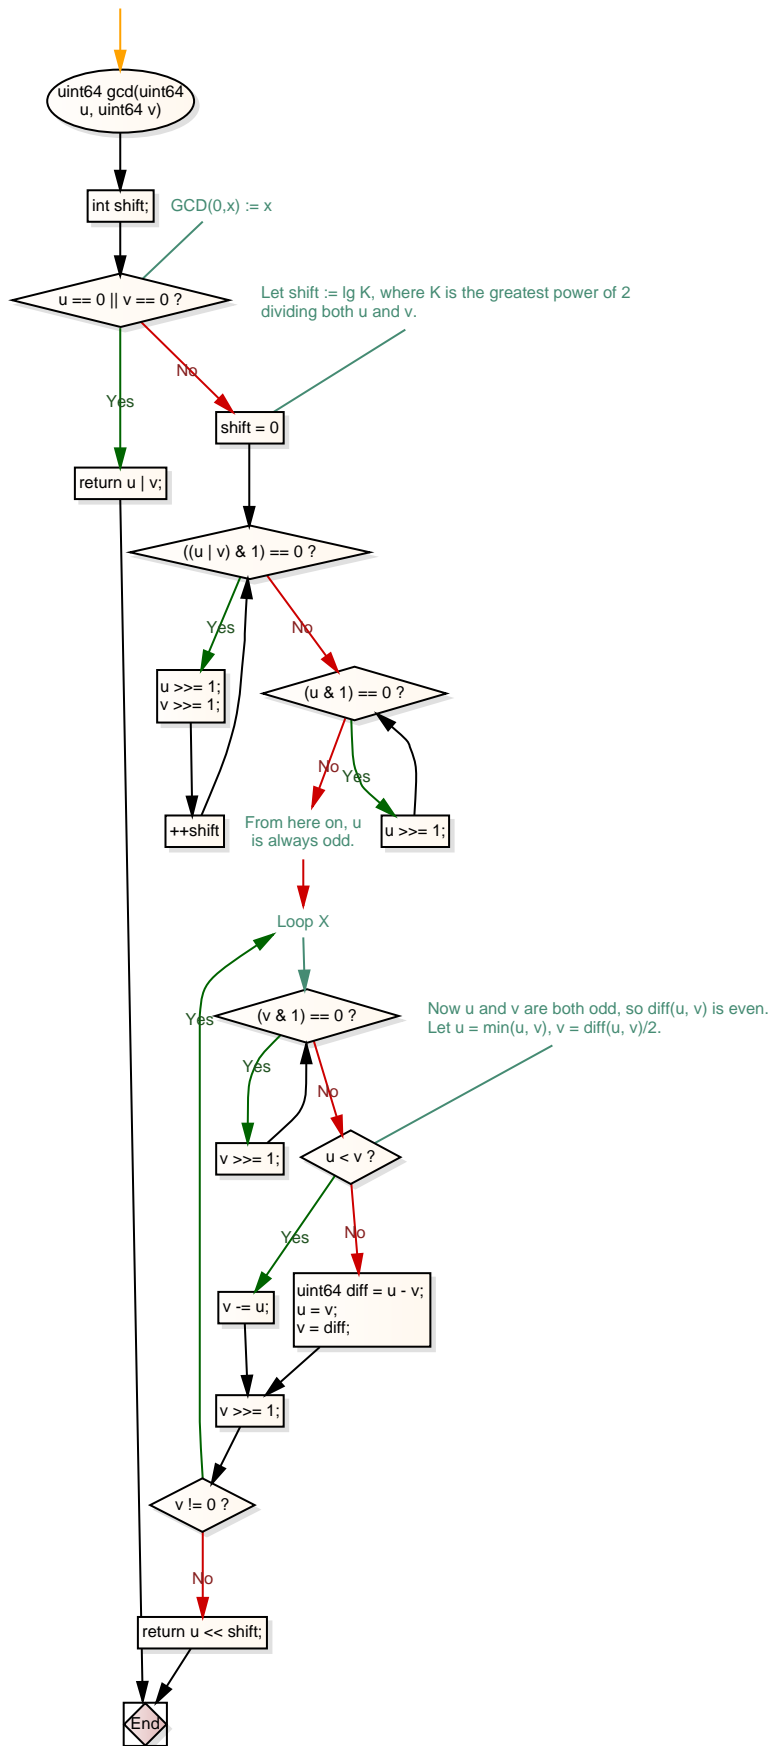 uint64 gcd(uint64
u, uint64 v)
int shift;
GCD(0,x) := x
u == 0 || v == 0 ?
Let shift := lg K, where K is the greatest power of 2
dividing both u and v.
No
Yes
shift = 0
return u | v;
((u | v) & 1) == 0 ?
Yes
No
u >>= 1;
v >>= 1;
(u & 1) == 0 ?
No
Yes
++shift
From here on, u
is always odd.
u >>= 1;
Loop X
Yes
(v & 1) == 0 ?
Now u and v are both odd, so diff(u, v) is even.
Let u = min(u, v), v = diff(u, v)/2.
Yes
No
v >>= 1;
u < v ?
Yes
No
v -= u;
uint64 diff = u - v;
u = v;
v = diff;
v >>= 1;
v != 0 ?
No
return u << shift;
End